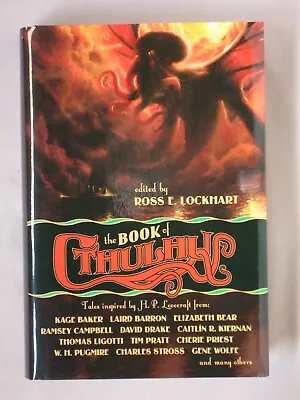 edited by
ROSS E. LOCKHART
the BOOK of
CTHULHU
Tales inspired by H. P. Lovecraft from:
KAGE BAKER LAIRD BARRON ELIZABETH BEAR
RAMSEY CAMPBELL DAVID DRAKE CAITLÍN R. KIERNAN
THOMAS LIGOTTI TIM PRATT CHERIE PRIEST
W. H. PUGMIRE CHARLES STROSS GENE WOLFE
and many others